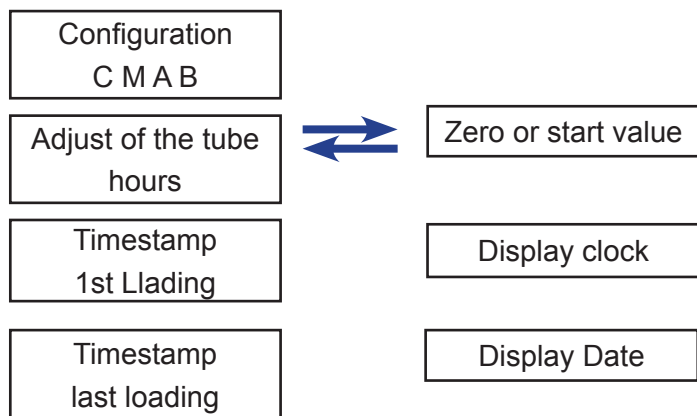 Configuration
C M A B
Adjust of the tube
hours
Zero or start value
Timestamp
1st Llading
Display clock
Timestamp
last loading
Display Date